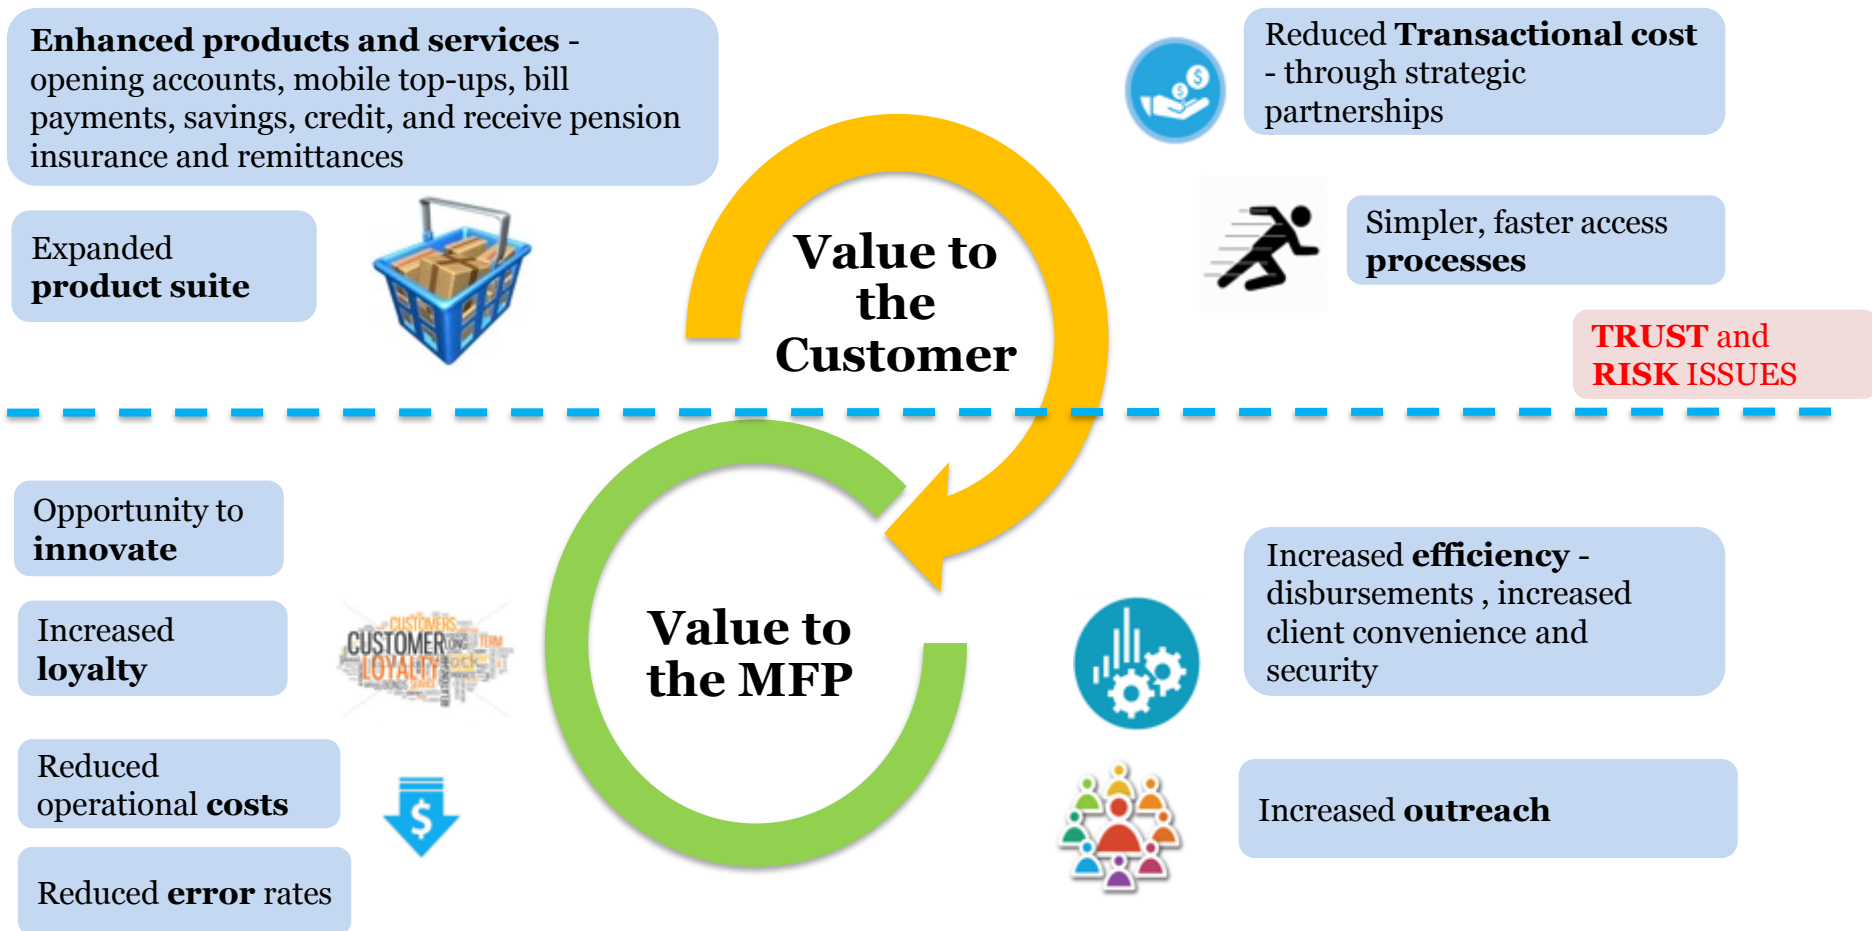 Enhanced products and services -
opening accounts, mobile top-ups, bill
payments, savings, credit, and receive pension
insurance and remittances
Expanded
product suite
Value to
the
Customer
Reduced Transactional cost
- through strategic
partnerships
Simpler, faster access
processes
TRUST and
RISK ISSUES
Opportunity to
innovate
Increased
loyalty
CUSTOMERS
CUSTOMER
LONG
TERM
LOYALTY
Reduced
operational costs
Reduced error rates
Value to
the MFP
Increased efficiency -
disbursements , increased
client convenience and
security
Increased outreach